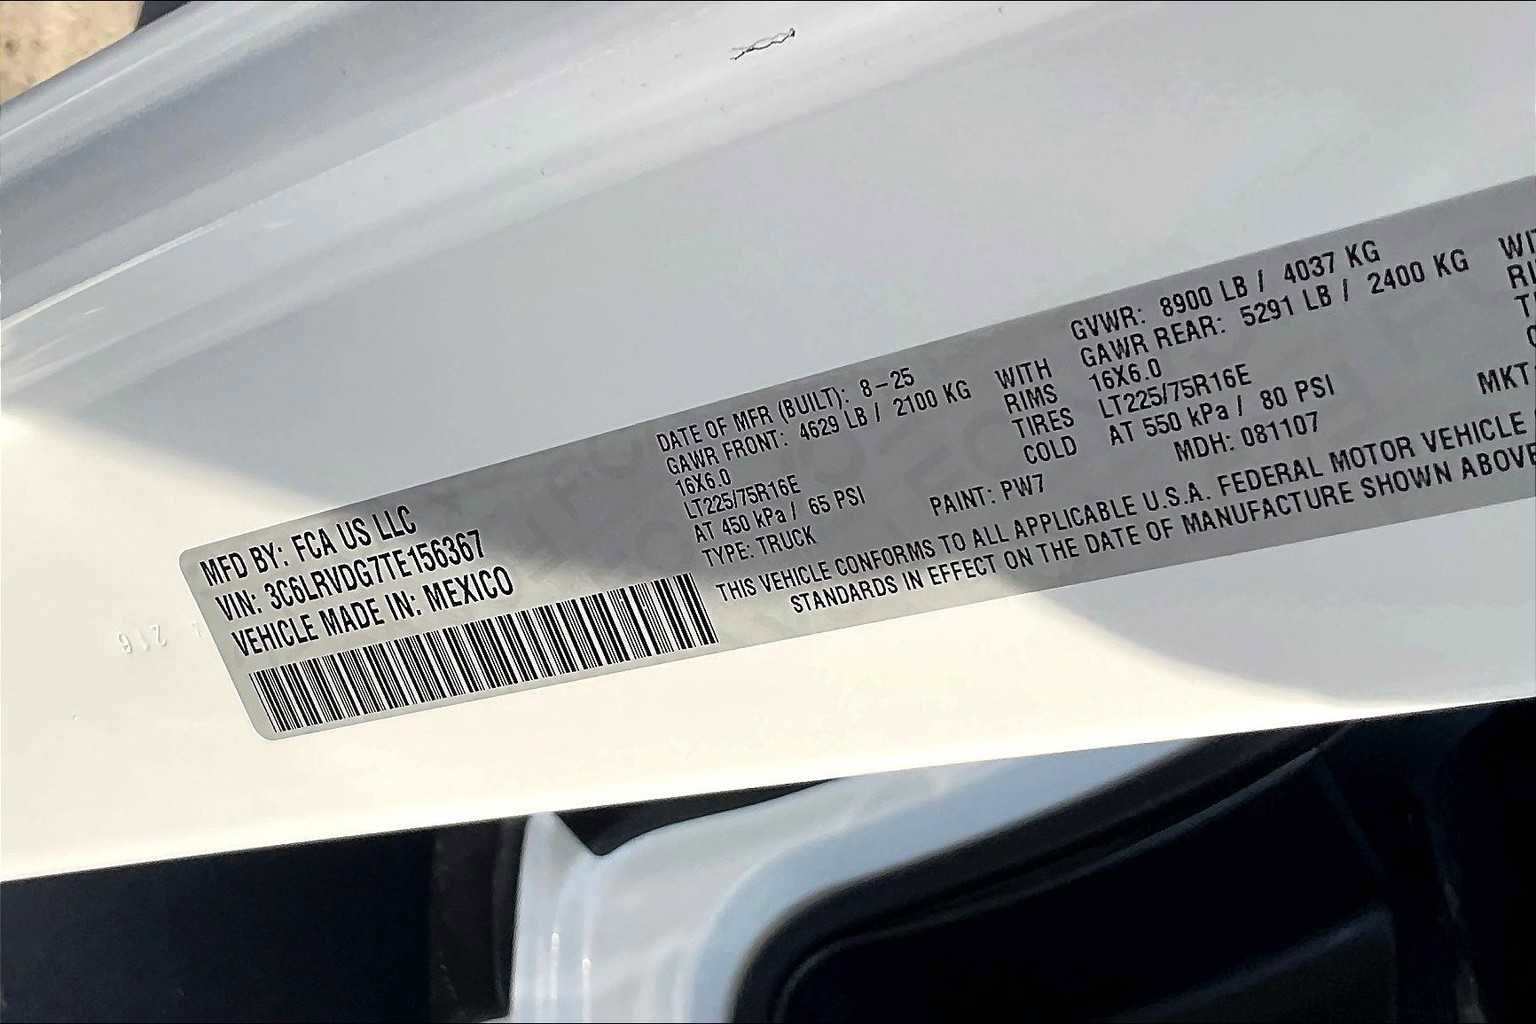 MFD BY: FCA US LLC
VIN: 3C6LRVDG7TE156367
VEHICLE MADE IN: MEXICO
DATE OF MFR (BUILT): 8-25
GAWR FRONT: 4629 LB / 2100 KG
16X6.0
LT225/75R16E
AT 450 kPa / 65 PSI
TYPE: TRUCK
WITH
RIMS
TIRES
COLD
PAINT: PW7
GVWR: 8900 LB / 4037 KG
GAWR REAR: 5291 LB / 2400 KG
16X6.0
LT225/75R16E
AT 550 kPa / 80 PSI
MDH: 081107
MKT
THIS VEHICLE CONFORMS TO ALL APPLICABLE U.S.A. FEDERAL MOTOR VEHICLE
STANDARDS IN EFFECT ON THE DATE OF MANUFACTURE SHOWN ABOVE
216